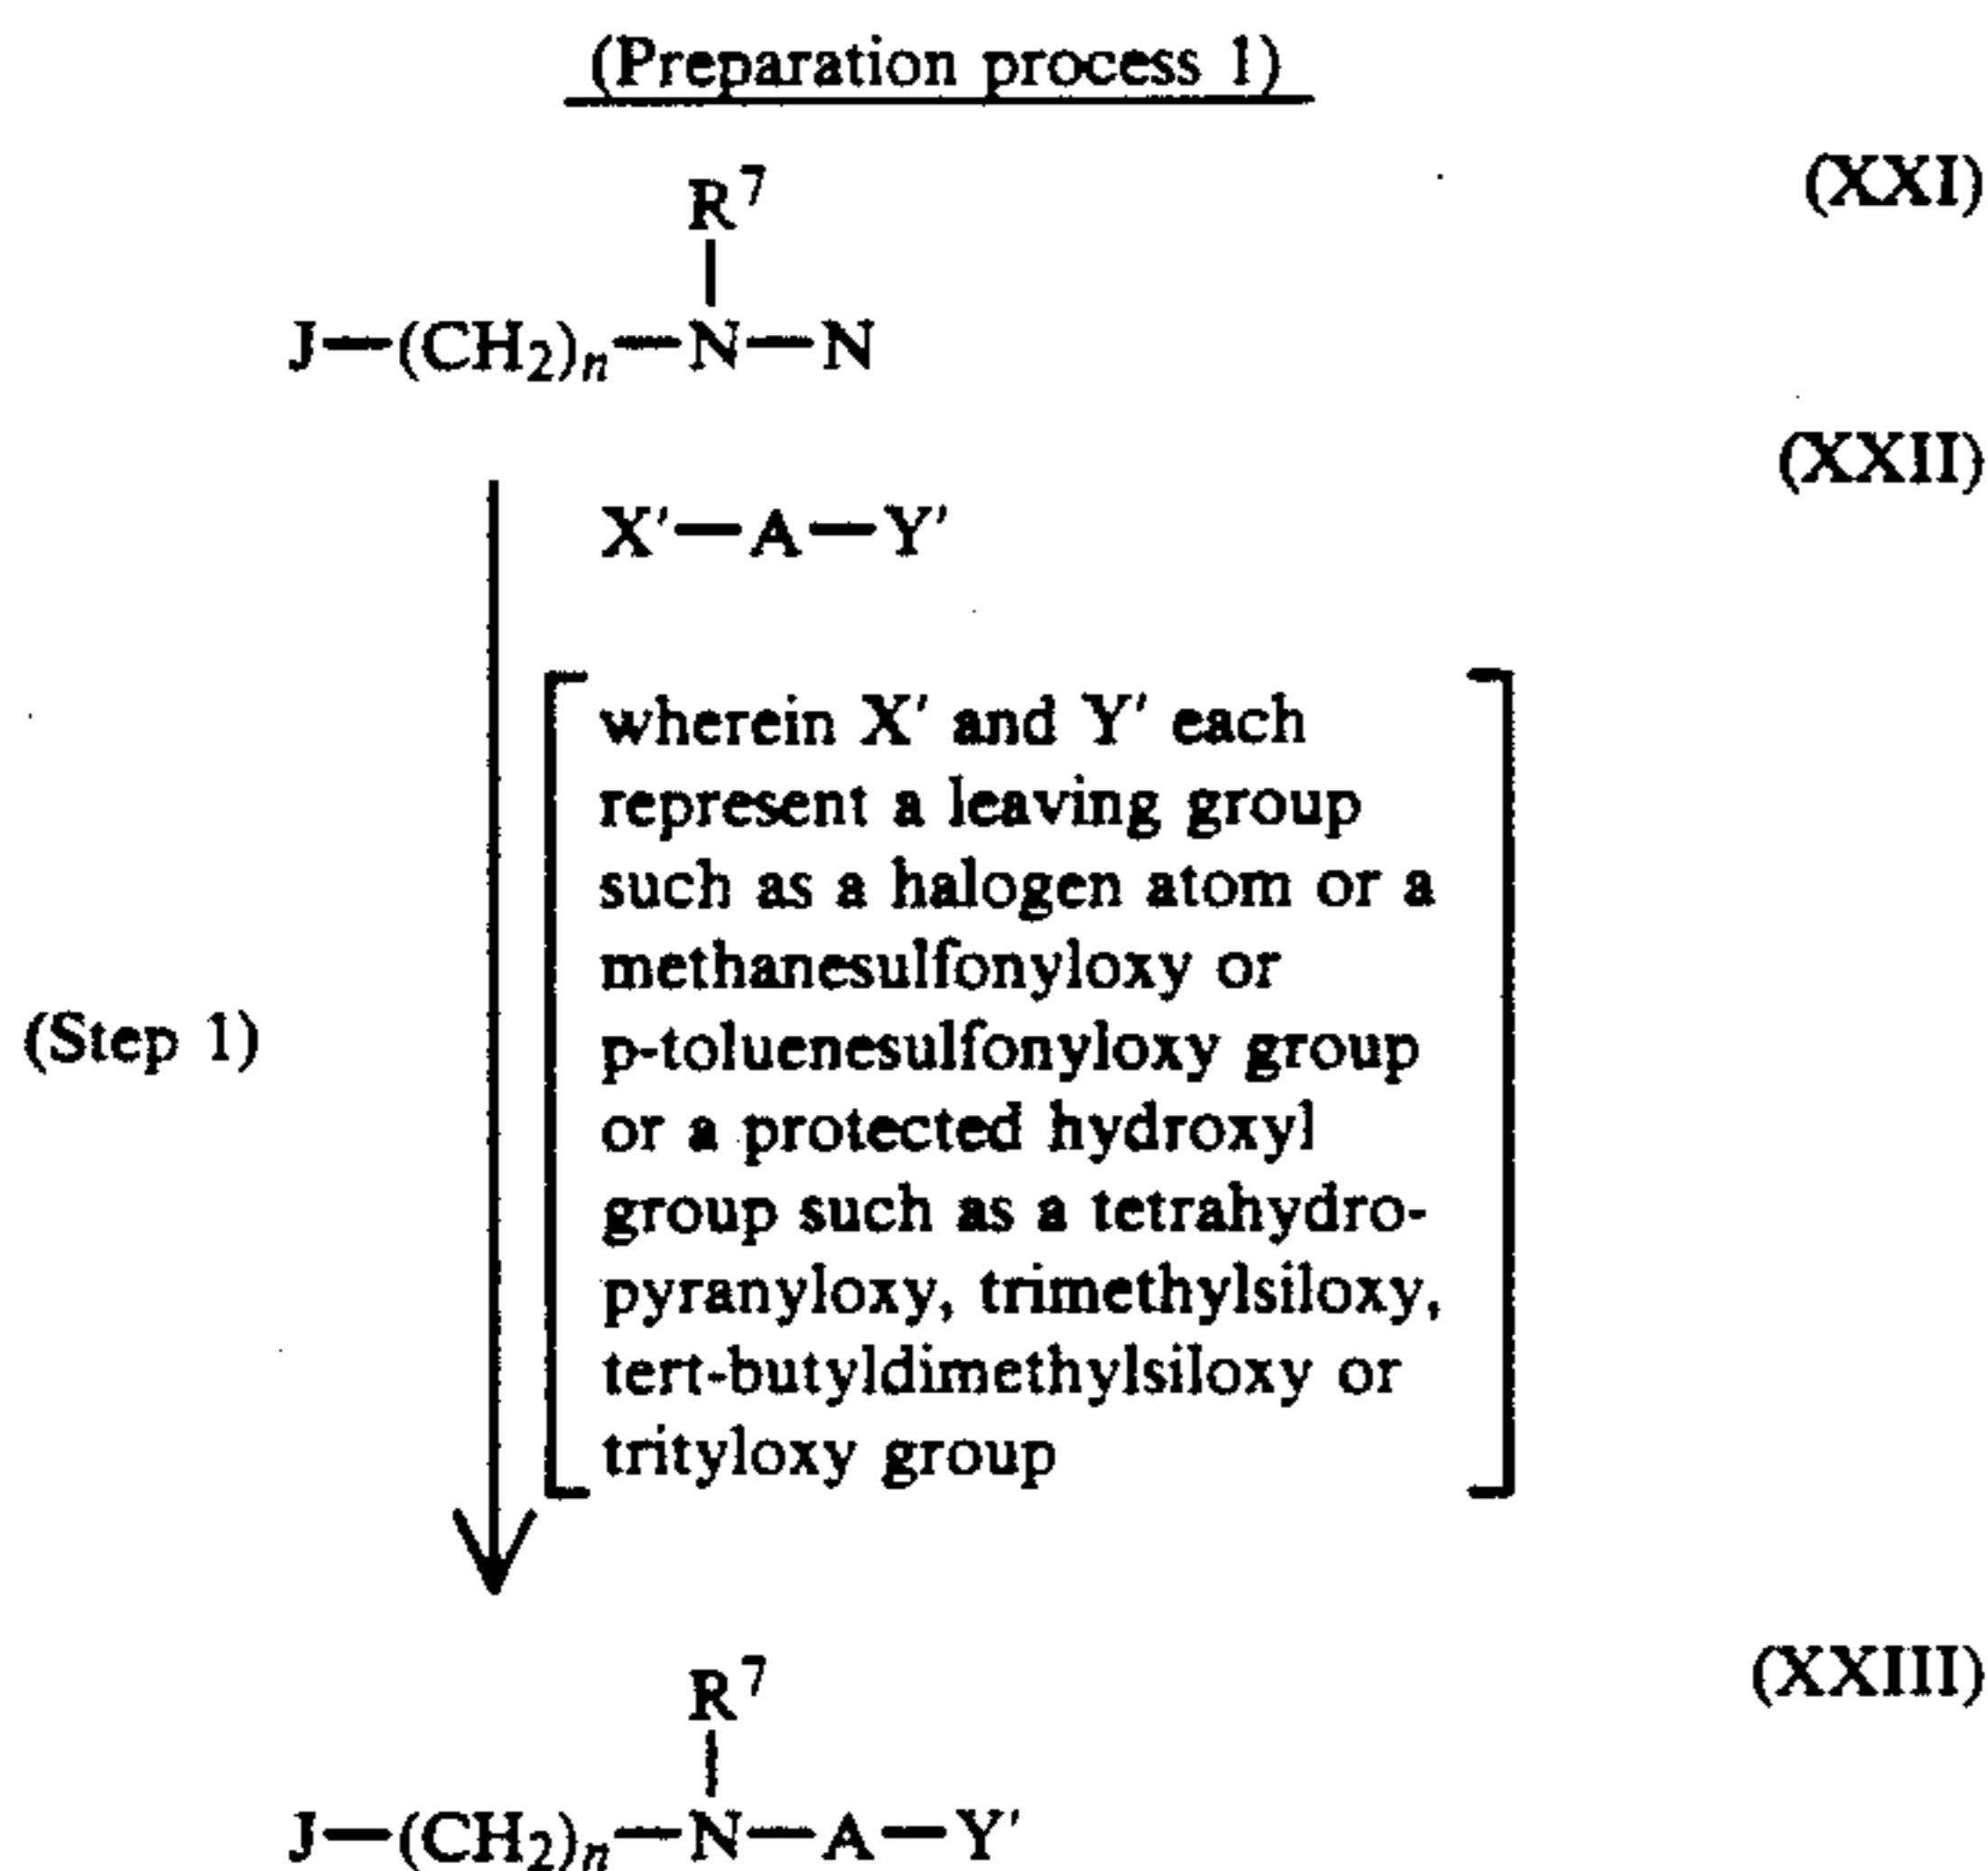 (Preparation process 1)
R⁷ (XXI)
J—(CH₂)ₙ—N—N
(XXII)
X'—A—Y'
wherein X' and Y' each
represent a leaving group
such as a halogen atom or a
methanesulfonyloxy or
(Step 1) p-toluenesulfonyloxy group
or a protected hydroxyl
group such as a tetrahydro-
pyranyloxy, trimethylsiloxy,
tert-butyldimethylsiloxy or
trityloxy group
R⁷ (XXIII)
J—(CH₂)ₙ—N—A—Y'